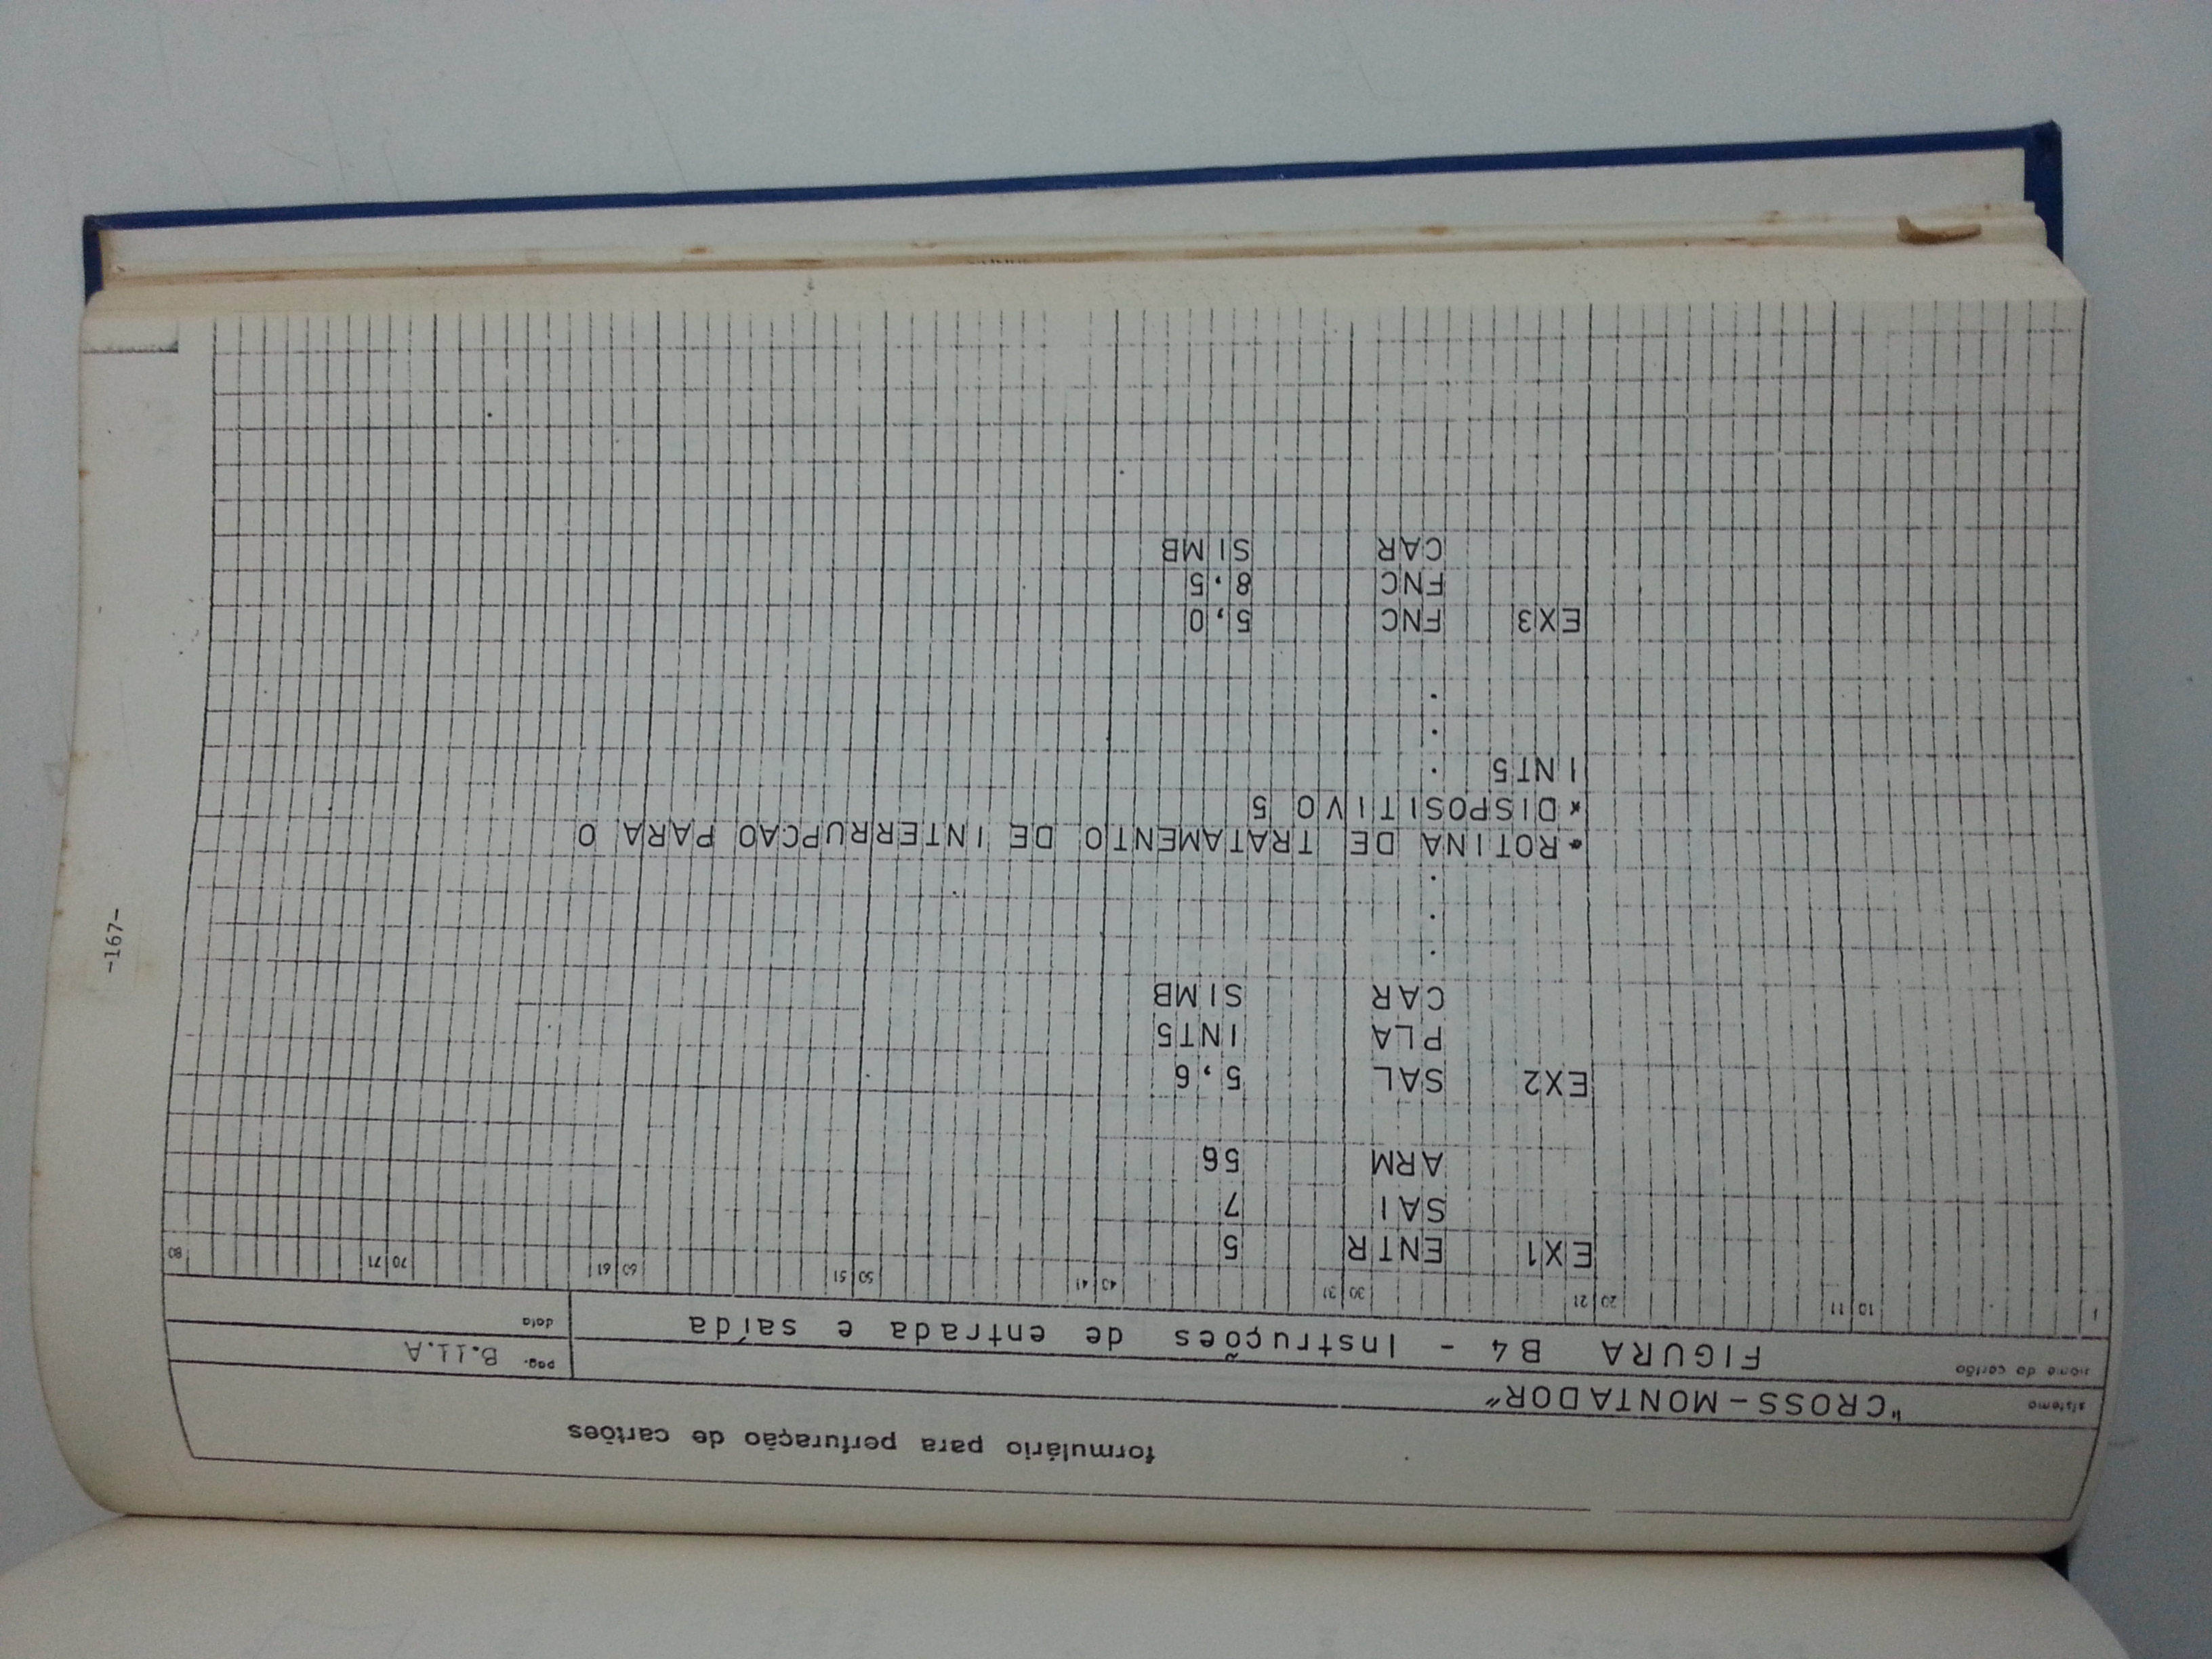 -167-
formulário para perfuração de cartões
sistema "CROSS-MONTADOR" pag. B.11.A
nome do cartão FIGURA B4 - Instruções de entrada e saída data
1 10 11 20 21 30 31 40 41 50 51 60 61 70 71 80
EX1 ENTR 5
SAI 7
ARM 56
EX2 SAL 5,6
PLA INT5
CAR SIMB
.
.
.
* ROTINA DE TRATAMENTO DE INTERRUPCAO PARA O
* DISPOSITIVO 5
INT5 .
.
.
EX3 FNC 5,0
FNC 8,5
CAR SIMB